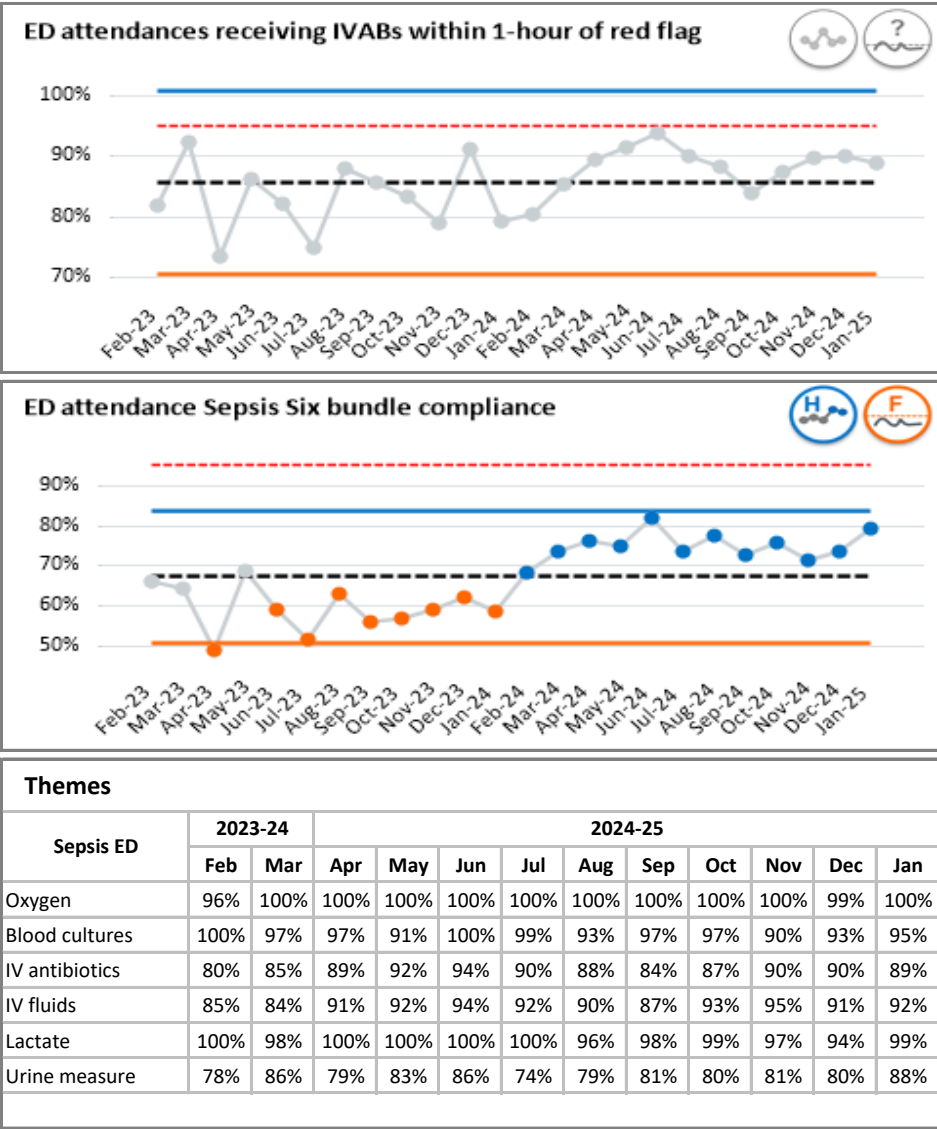 ED attendances receiving IVABs within 1-hour of red flag
?
100%
90%
80%
70%
Feb-23 Mar-23 Apr-23 May-23 Jun-23 Jul-23 Aug-23 Sep-23 Oct-23 Nov-23 Dec-23 Jan-24 Feb-24 Mar-24 Apr-24 May-24 Jun-24 Jul-24 Aug-24 Sep-24 Oct-24 Nov-24 Dec-24 Jan-25
ED attendance Sepsis Six bundle compliance
H F
90%
80%
70%
60%
50%
Feb-23 Mar-23 Apr-23 May-23 Jun-23 Jul-23 Aug-23 Sep-23 Oct-23 Nov-23 Dec-23 Jan-24 Feb-24 Mar-24 Apr-24 May-24 Jun-24 Jul-24 Aug-24 Sep-24 Oct-24 Nov-24 Dec-24 Jan-25
Themes
Sepsis ED 2023-24 2024-25
Feb Mar Apr May Jun Jul Aug Sep Oct Nov Dec Jan
Oxygen 96% 100% 100% 100% 100% 100% 100% 100% 100% 100% 99% 100%
Blood cultures 100% 97% 97% 91% 100% 99% 93% 97% 97% 90% 93% 95%
IV antibiotics 80% 85% 89% 92% 94% 90% 88% 84% 87% 90% 90% 89%
IV fluids 85% 84% 91% 92% 94% 92% 90% 87% 93% 95% 91% 92%
Lactate 100% 98% 100% 100% 100% 100% 96% 98% 99% 97% 94% 99%
Urine measure 78% 86% 79% 83% 86% 74% 79% 81% 80% 81% 80% 88%